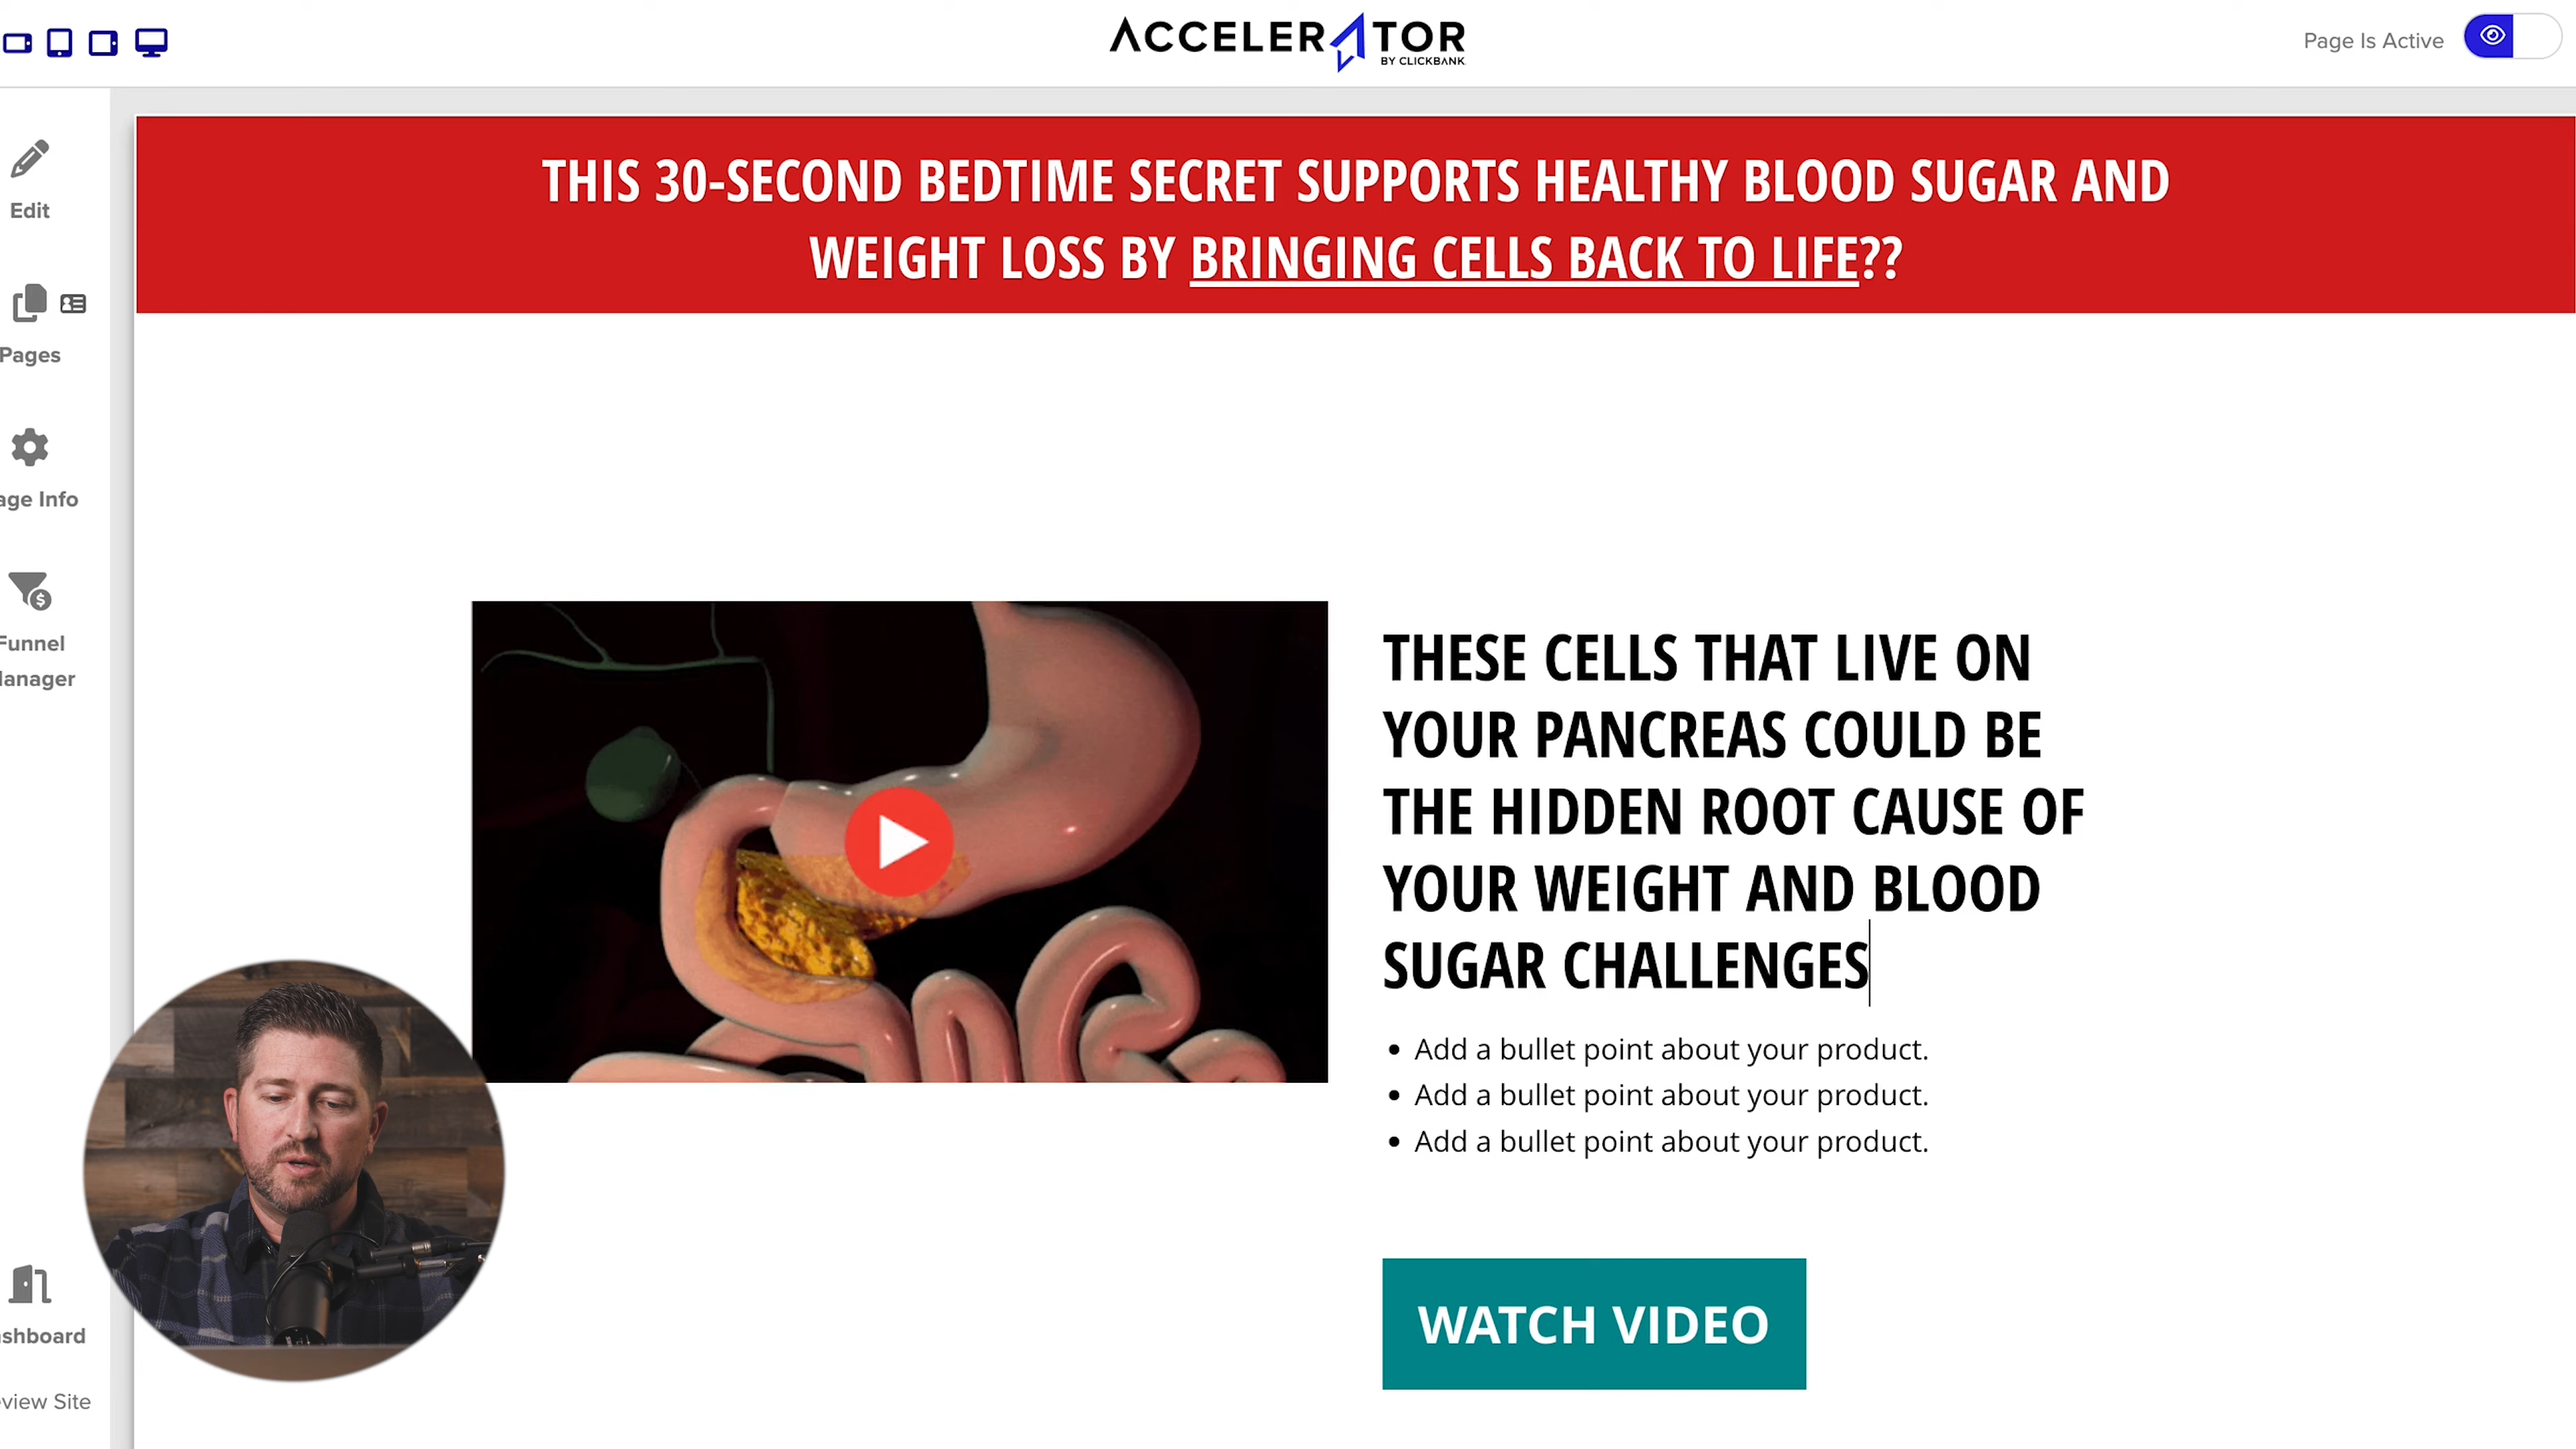 ACCELERATOR
BY CLICKBANK
Page Is Active
Edit
Pages
age Info
Funnel
anager
shboard
view Site
THIS 30-SECOND BEDTIME SECRET SUPPORTS HEALTHY BLOOD SUGAR AND
WEIGHT LOSS BY BRINGING CELLS BACK TO LIFE??
THESE CELLS THAT LIVE ON
YOUR PANCREAS COULD BE
THE HIDDEN ROOT CAUSE OF
YOUR WEIGHT AND BLOOD
SUGAR CHALLENGES
• Add a bullet point about your product.
• Add a bullet point about your product.
• Add a bullet point about your product.
WATCH VIDEO